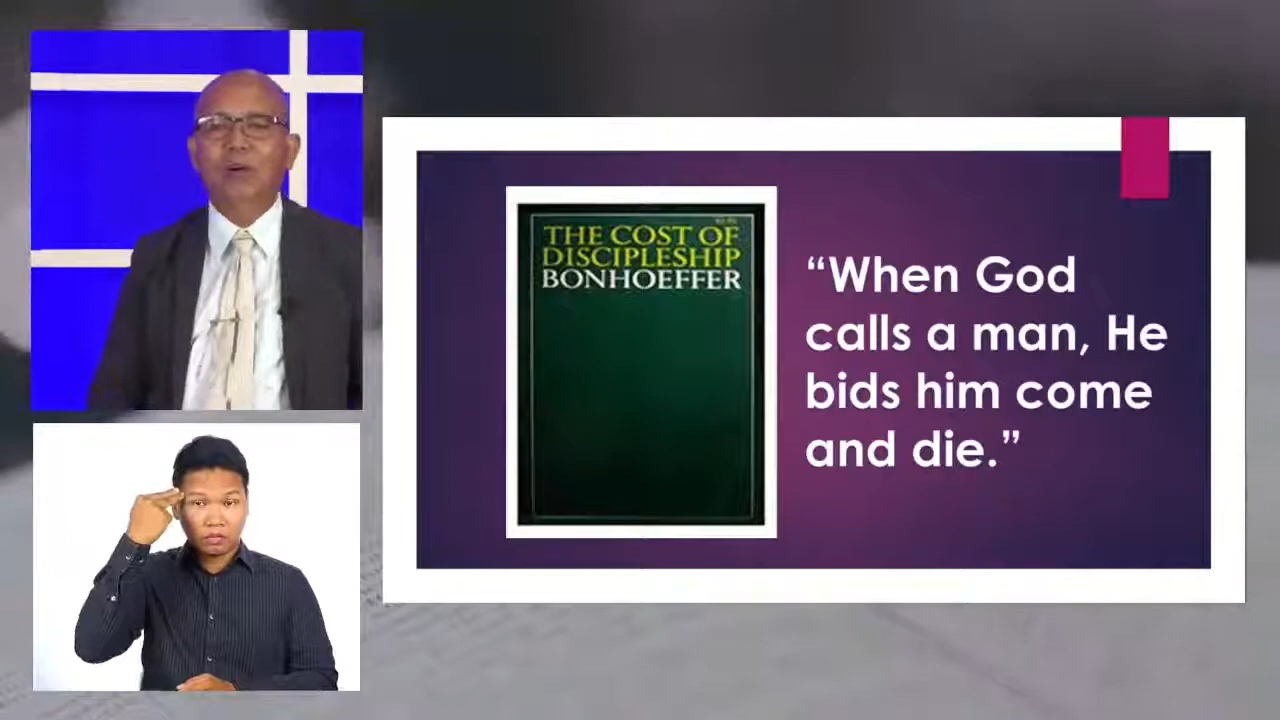 THE COST OF
DISCIPLESHIP
BONHOEFFER
“When God
calls a man, He
bids him come
and die.”